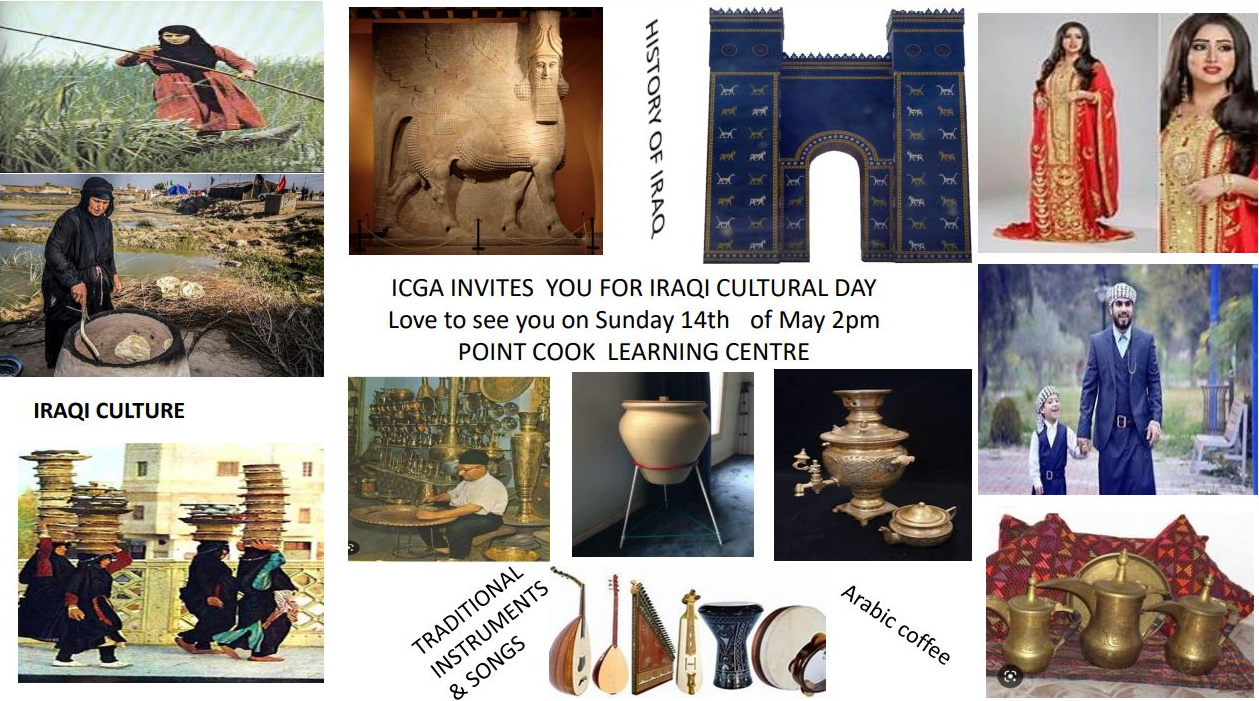 HISTORY OF IRAQ
ICGA INVITES YOU FOR IRAQI CULTURAL DAY
Love to see you on Sunday 14th of May 2pm
POINT COOK LEARNING CENTRE
IRAQI CULTURE
TRADITIONAL
INSTRUMENTS
& SONGS
Arabic coffee